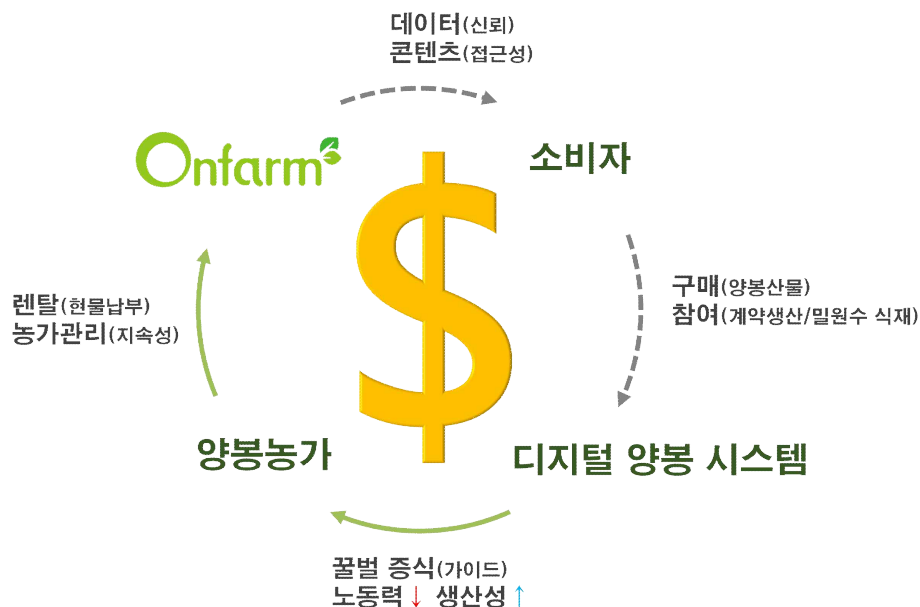 데이터(신뢰)
콘텐츠(접근성)
Onfarm
소비자
$
렌탈(현물납부)
농가관리(지속성)
구매(양봉산물)
참여(계약생산/밀원수 식재)
양봉농가
디지털 양봉 시스템
꿀벌 증식(가이드)
노동력↓ 생산성↑